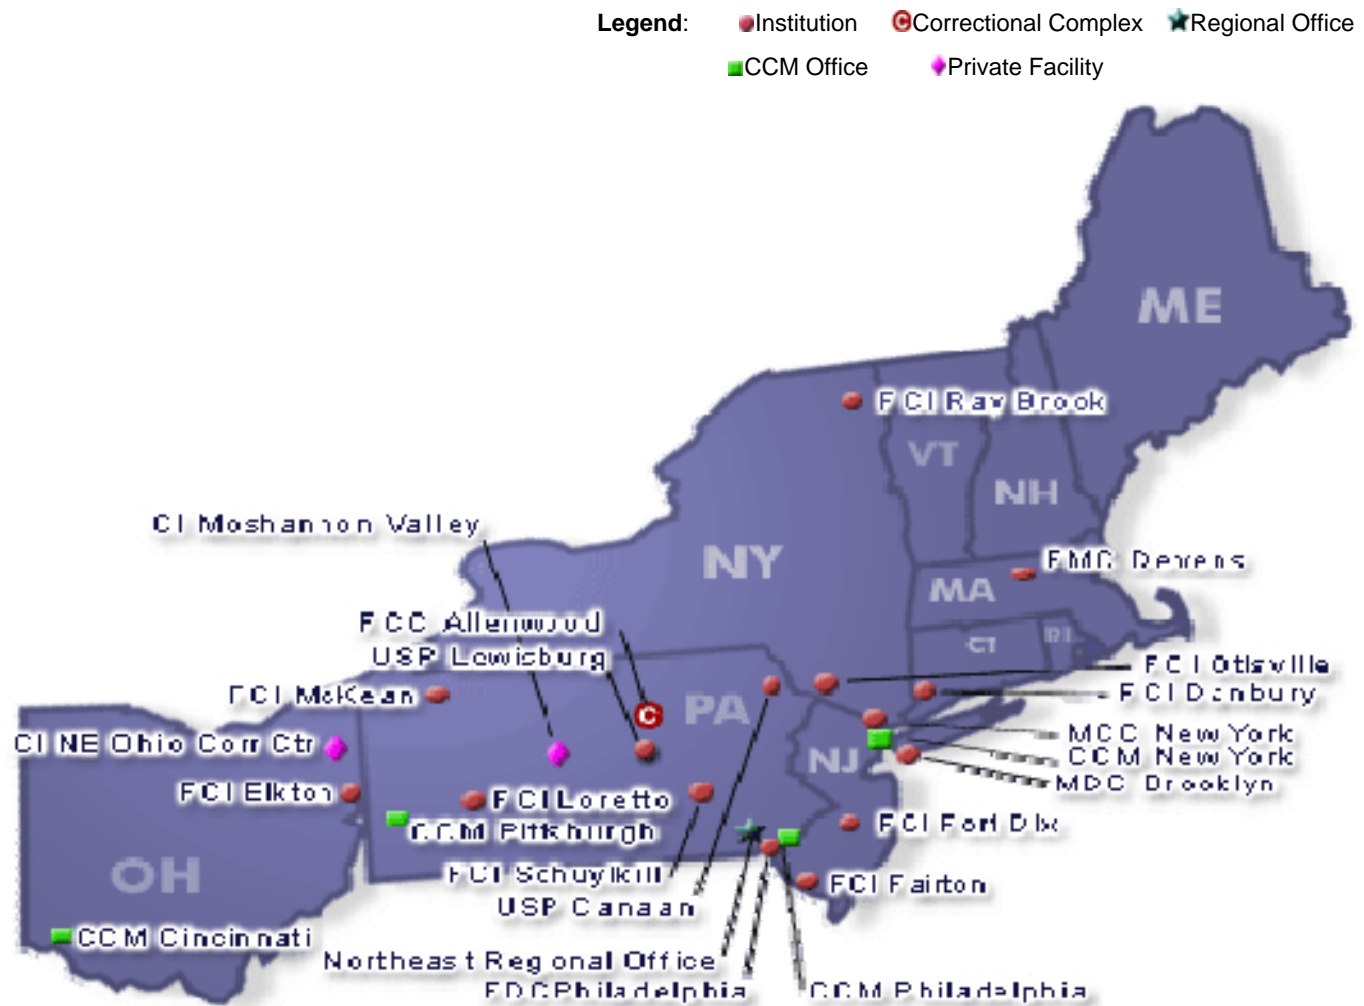 Legend: Institution Correctional Complex Regional Office
CCM Office Private Facility
ME
FCI Ray Brook
VT
NH
CI Moshannon Valley
NY
FMC Devens
MA
FCC Allenwood
CT
RI
USP Lewisburg
FCI Otisville
FCI McKean
FCI Danbury
C
PA
MCC New York
CI NE Ohio Corr Ctr
NJ
CCM New York
MDC Brooklyn
FCI Elkton
FCI Loretto
CCM Pittsburgh
FCI Fort Dix
OH
FCI Schuylkill
FCI Fairton
USP Canaan
CCM Cincinnati
Northeast Regional Office
FDC Philadelphia
CCM Philadelphia